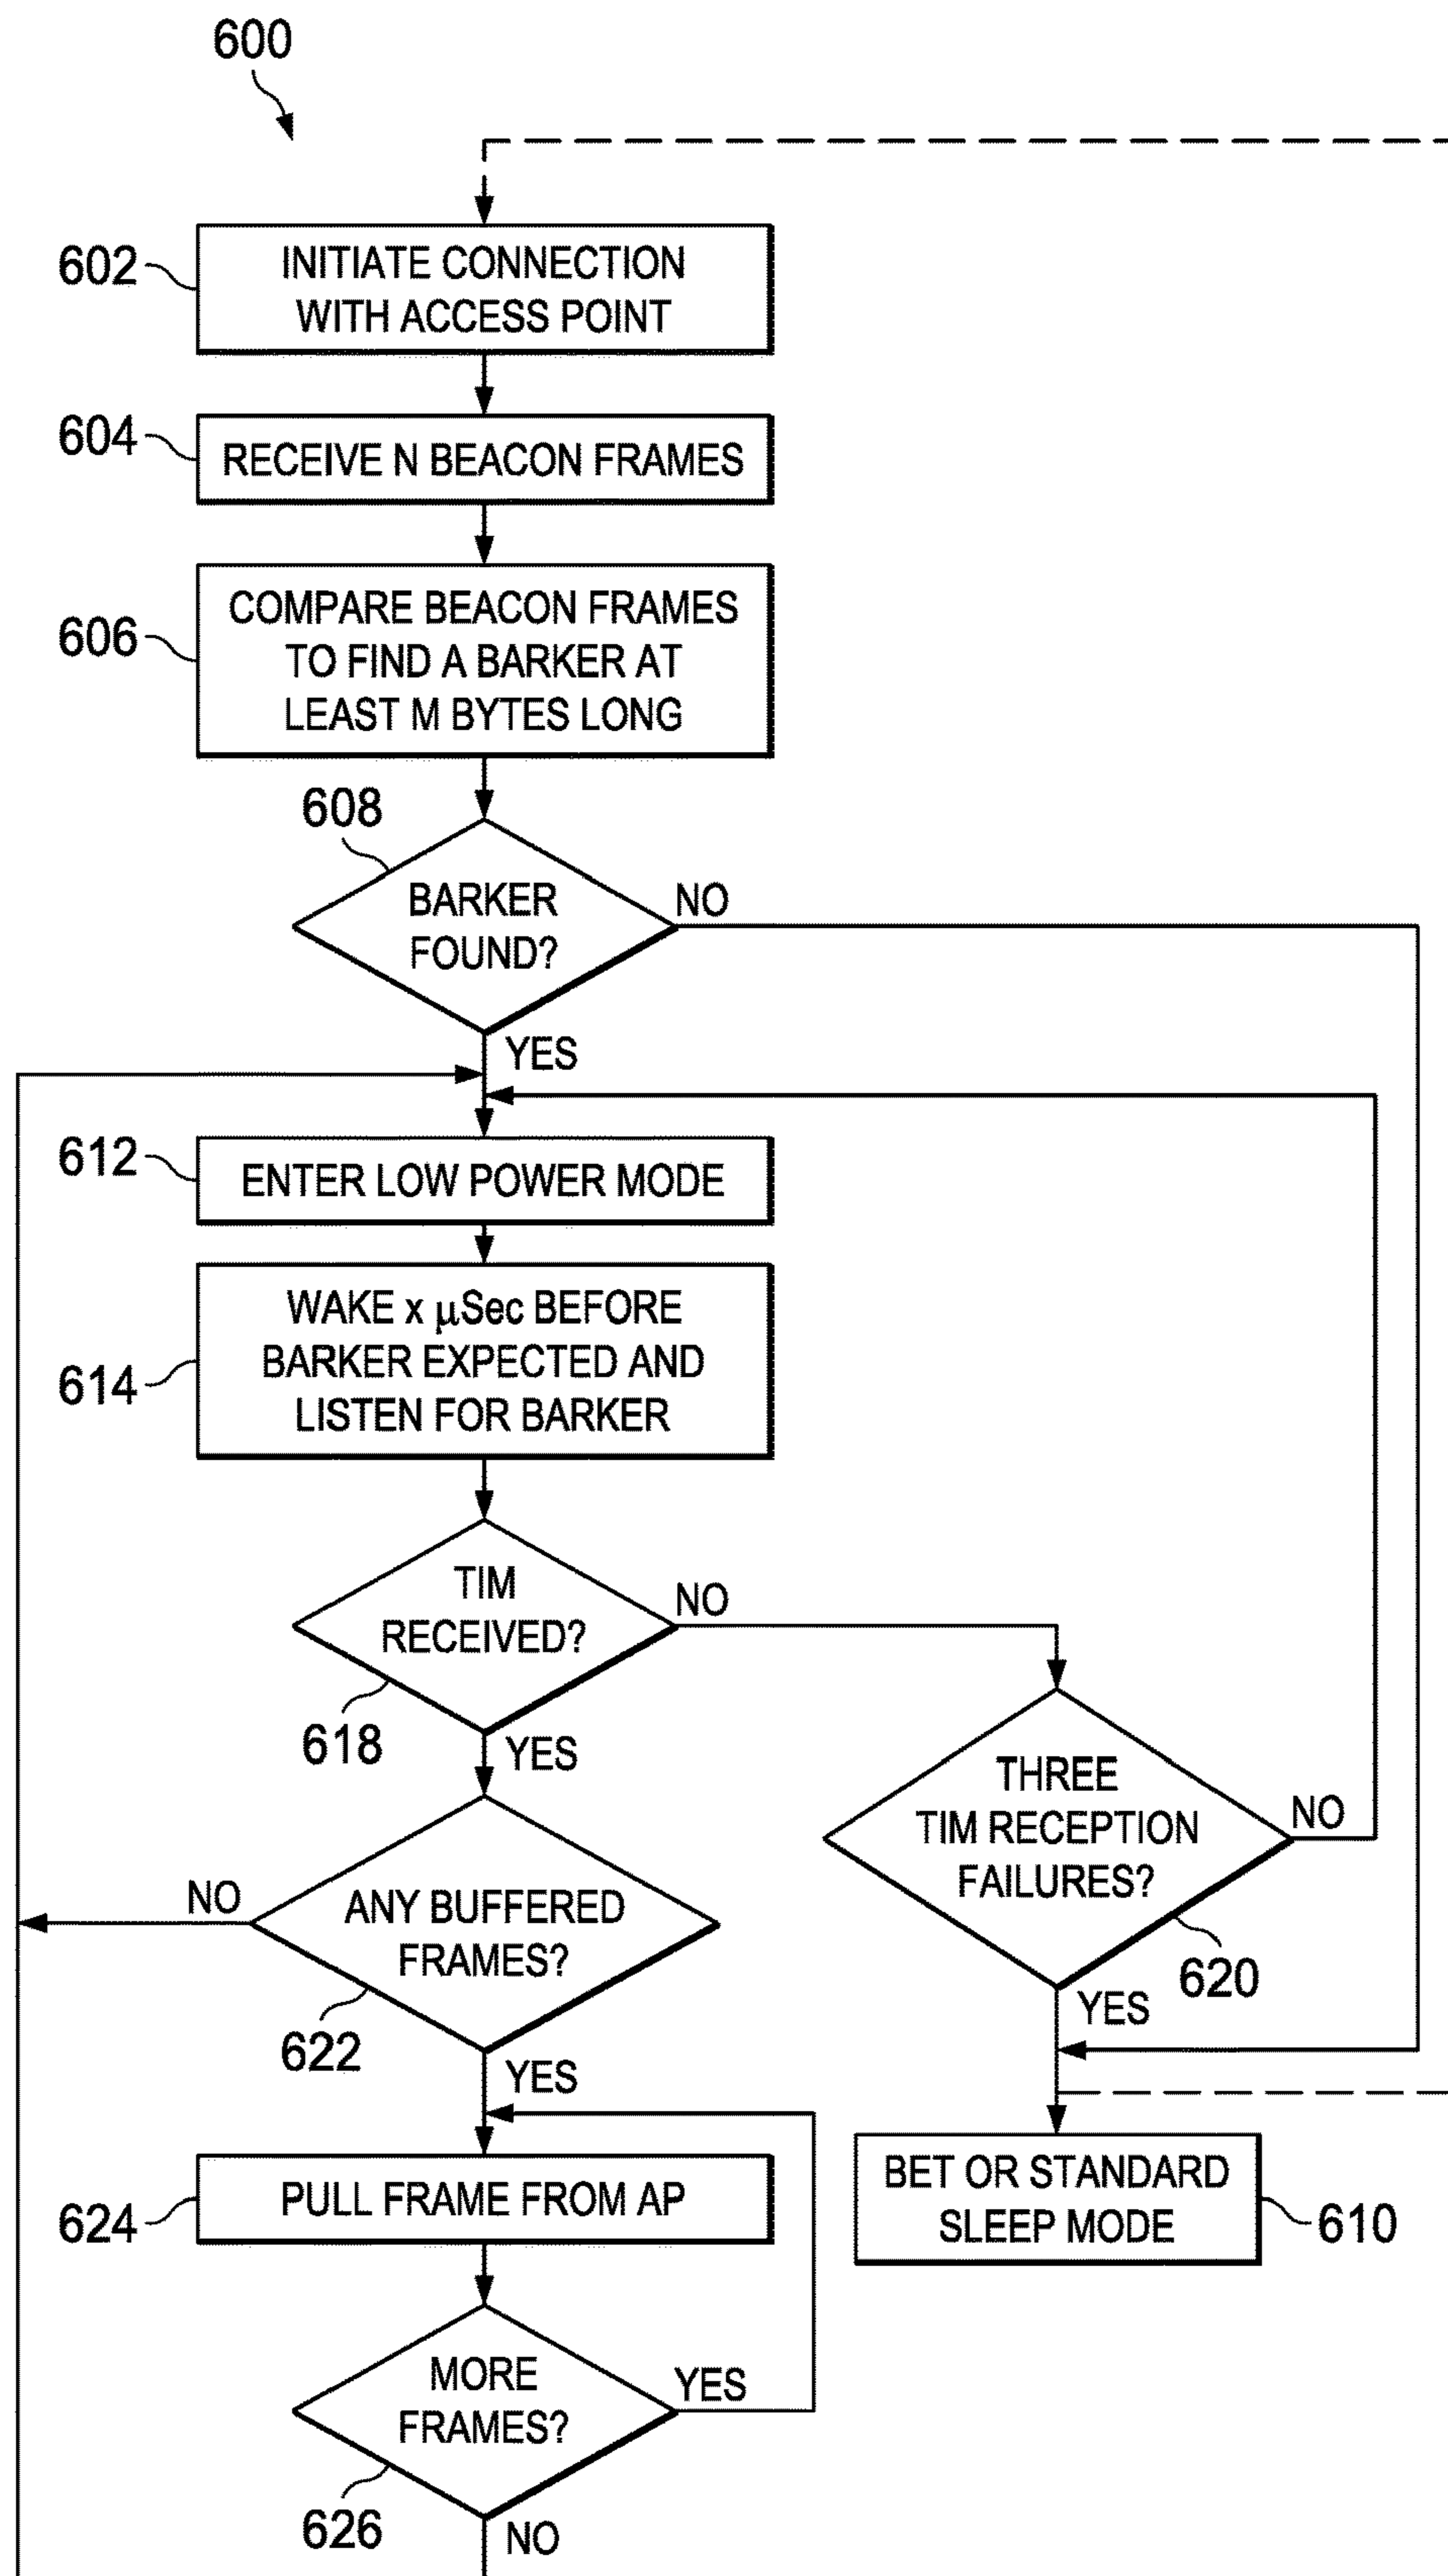 600
602
INITIATE CONNECTION
WITH ACCESS POINT
604
RECEIVE N BEACON FRAMES
606
COMPARE BEACON FRAMES
TO FIND A BARKER AT
LEAST M BYTES LONG
608
BARKER
FOUND?
NO
YES
612
ENTER LOW POWER MODE
614
WAKE x μSec BEFORE
BARKER EXPECTED AND
LISTEN FOR BARKER
TIM
RECEIVED?
NO
618
YES
THREE
TIM RECEPTION
FAILURES?
NO
620
YES
ANY BUFFERED
FRAMES?
NO
622
YES
624
PULL FRAME FROM AP
BET OR STANDARD
SLEEP MODE
610
MORE
FRAMES?
YES
626
NO